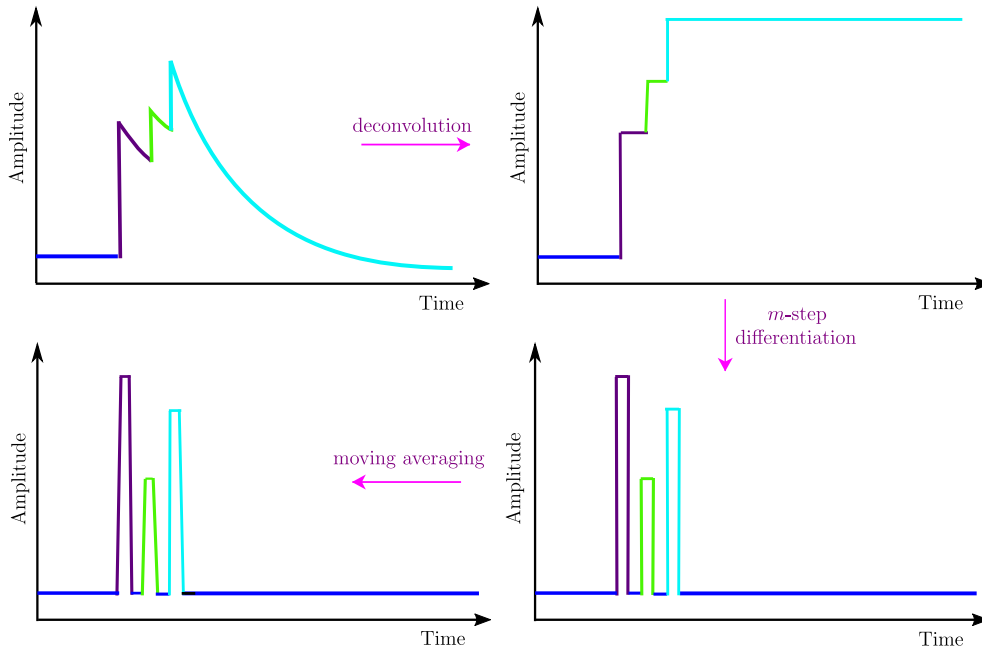 Amplitude
deconvolution
Time
Amplitude
Time
m-step
differentiation
Amplitude
moving averaging
Time
Amplitude
Time